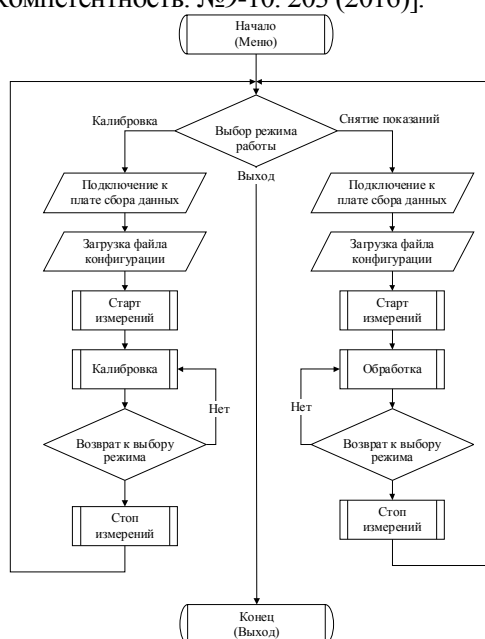 Компетентность. №9-10. 203 (2016)].
Начало
(Меню)
Калибровка
Снятие показаний
Выбор режима
работы
Выход
Подключение к
плате сбора данных
Загрузка файла
конфигурации
Старт
измерений
Калибровка
Нет
Возврат к выбору
режима
Стоп
измерений
Подключение к
плате сбора данных
Загрузка файла
конфигурации
Старт
измерений
Обработка
Нет
Возврат к выбору
режима
Стоп
измерений
Конец
(Выход)